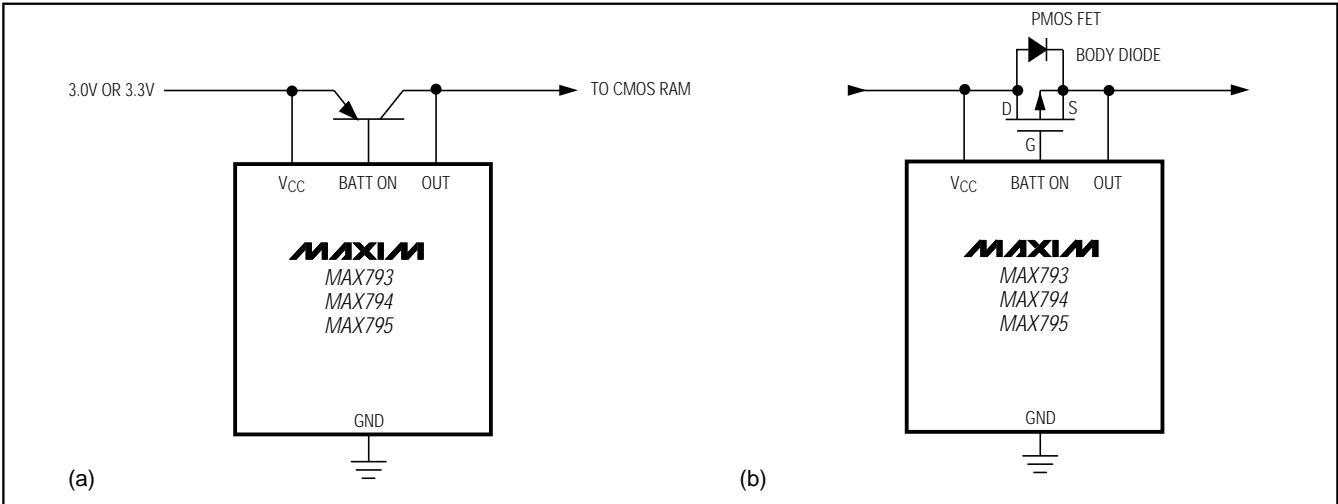 3.0V OR 3.3V
TO CMOS RAM
VCC BATT ON OUT
MAXIM
MAX793
MAX794
MAX795
GND
(a)
PMOS FET
BODY DIODE
D S
G
VCC BATT ON OUT
MAXIM
MAX793
MAX794
MAX795
GND
(b)